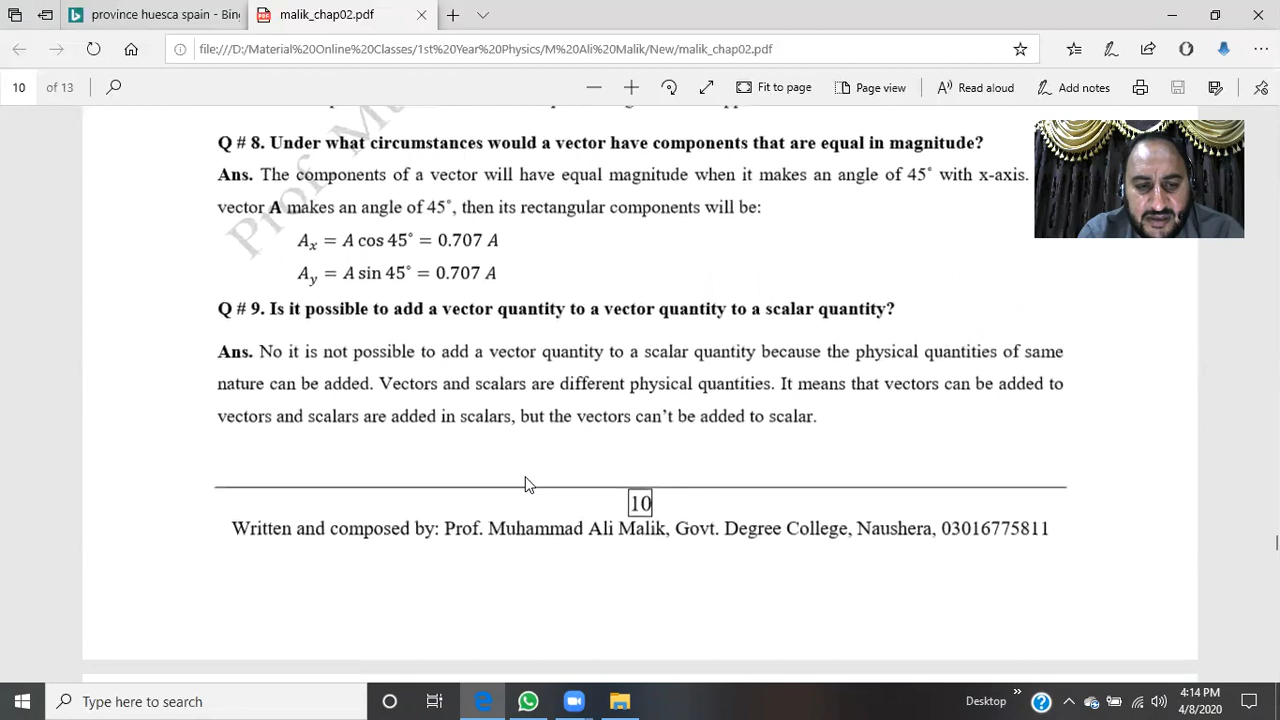 province huesca spain - Bing
malik_chap02.pdf
file:///D:/Material%20Online%20Classes/1st%20Year%20Physics/M%20Ali%20Malik/New/malik_chap02.pdf
10 of 13
Fit to page
Page view
Read aloud
Add notes
Prof. Mu
Q # 8. Under what circumstances would a vector have components that are equal in magnitude?
Ans. The components of a vector will have equal magnitude when it makes an angle of 45˚ with x-axis.
vector A makes an angle of 45˚, then its rectangular components will be:
Aₓ = A cos 45˚ = 0.707 A
A_y = A sin 45˚ = 0.707 A
Q # 9. Is it possible to add a vector quantity to a vector quantity to a scalar quantity?
Ans. No it is not possible to add a vector quantity to a scalar quantity because the physical quantities of same
nature can be added. Vectors and scalars are different physical quantities. It means that vectors can be added to
vectors and scalars are added in scalars, but the vectors can't be added to scalar.
10
Written and composed by: Prof. Muhammad Ali Malik, Govt. Degree College, Naushera, 03016775811
Type here to search
Desktop
4:14 PM
4/8/2020